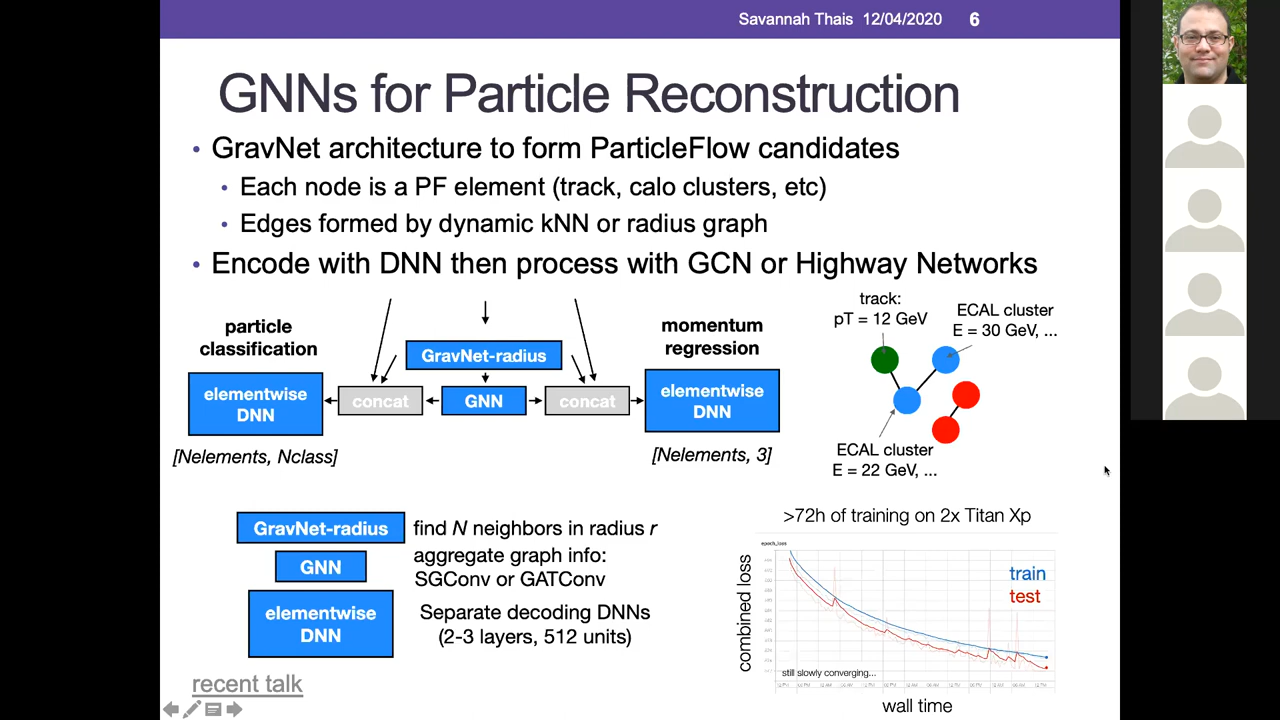 Savannah Thais 12/04/2020 6
GNNs for Particle Reconstruction
• GravNet architecture to form ParticleFlow candidates
• Each node is a PF element (track, calo clusters, etc)
• Edges formed by dynamic kNN or radius graph
• Encode with DNN then process with GCN or Highway Networks
particle
classification
GravNet-radius
momentum
regression
elementwise
DNN
concat
GNN
concat
elementwise
DNN
[Nelements, Nclass]
[Nelements, 3]
track:
pT = 12 GeV
ECAL cluster
E = 30 GeV, ...
ECAL cluster
E = 22 GeV, ...
GravNet-radius
find N neighbors in radius r
GNN
aggregate graph info:
SGConv or GATConv
elementwise
DNN
Separate decoding DNNs
(2-3 layers, 512 units)
recent talk
>72h of training on 2x Titan Xp
epoch_loss
combined loss
train
test
still slowly converging...
wall time